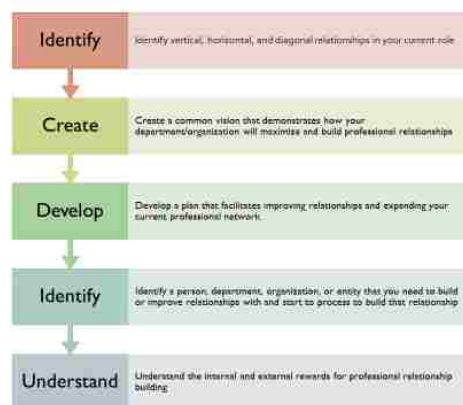 Identify
Identify vertical, horizontal, and diagonal relationships in your current role
Create
Create a common vision that demonstrates how your
department/organization will maximize and build professional relationships
Develop
Develop a plan that facilitates improving relationships and expending your
current professional network.
Identify
Identify a person, department, organization, or entity that you need to build
or improve relationships with and start to process to build that relationship
Understand
Understand the internal and external rewards for professional relationship
building